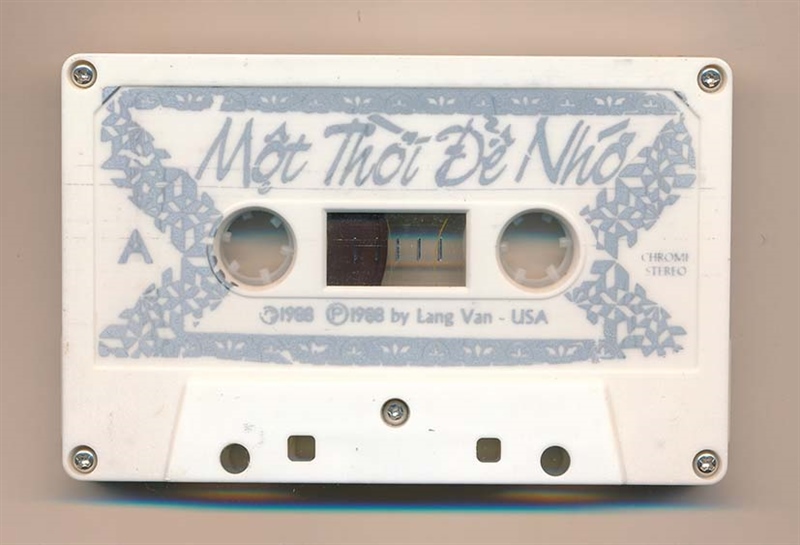 Một Thời Để Nhớ
A
CHROME
STEREO
©1988 ℗1988 by Lang Van - USA